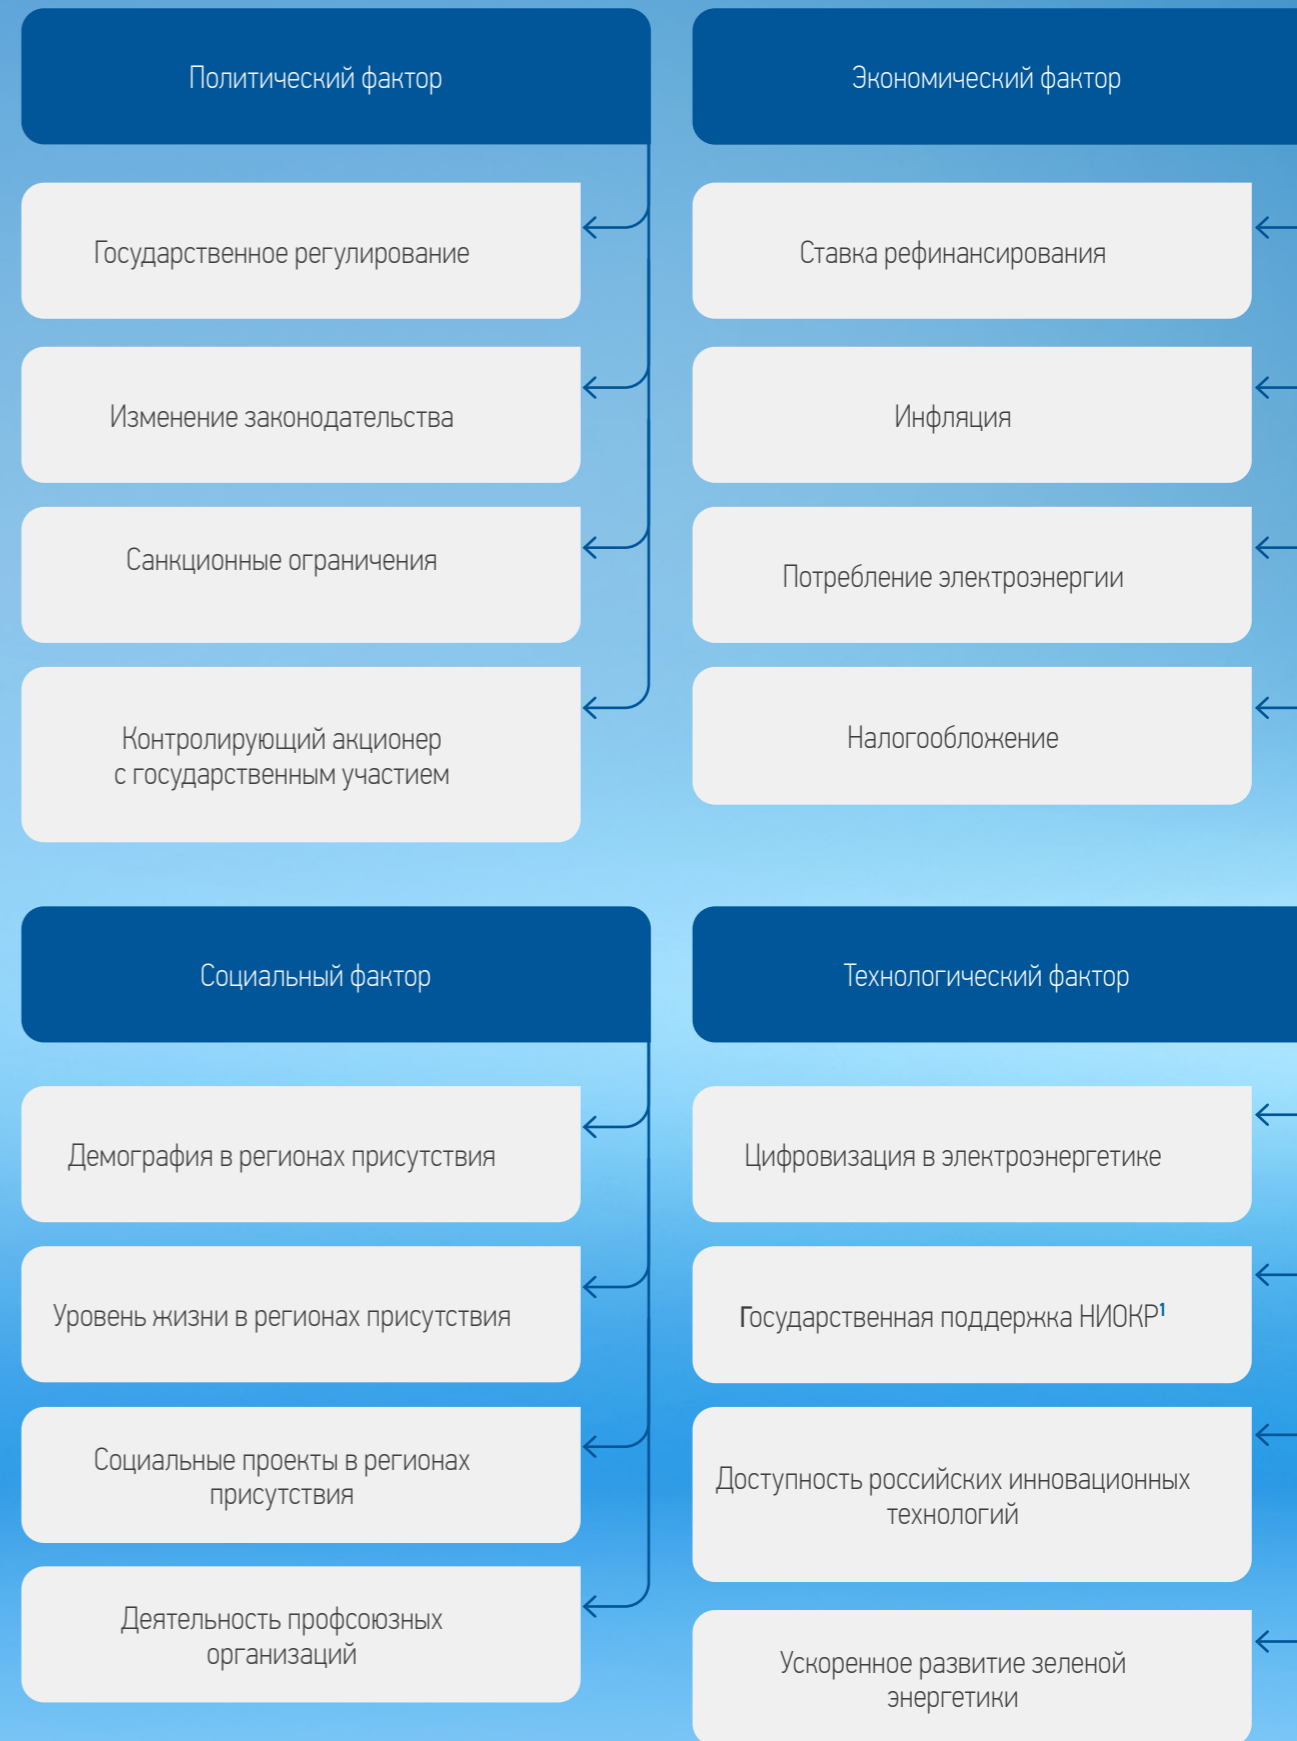 Политический фактор
Государственное регулирование
Изменение законодательства
Санкционные ограничения
Контролирующий акционер
с государственным участием
Экономический фактор
Ставка рефинансирования
Инфляция
Потребление электроэнергии
Налогообложение
Социальный фактор
Демография в регионах присутствия
Уровень жизни в регионах присутствия
Социальные проекты в регионах
присутствия
Деятельность профсоюзных
организаций
Технологический фактор
Цифровизация в электроэнергетике
Государственная поддержка НИОКР¹
Доступность российских инновационных
технологий
Ускоренное развитие зеленой
энергетики